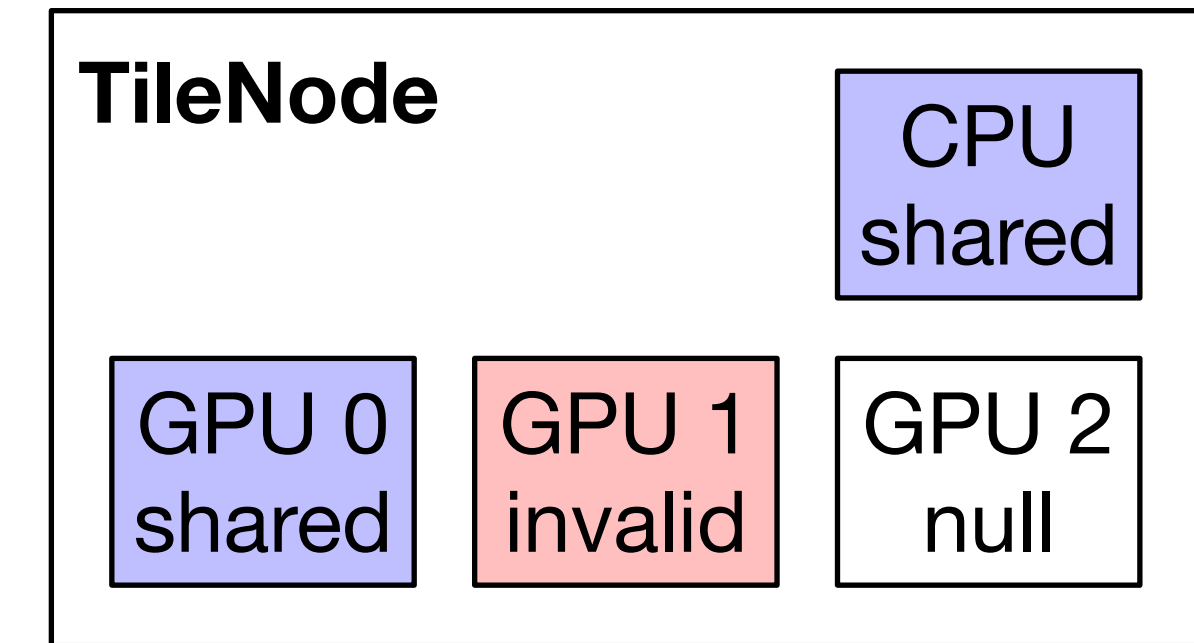 TileNode
CPU
shared
GPU 0
shared
GPU 1
invalid
GPU 2
null